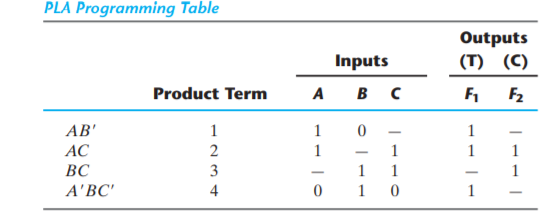 PLA Programming Table
Outputs
Inputs (T) (C)
Product Term A B C F₁ F₂
AB' 1 1 0 – 1 –
AC 2 1 – 1 1 1
BC 3 – 1 1 – 1
A'BC' 4 0 1 0 1 –